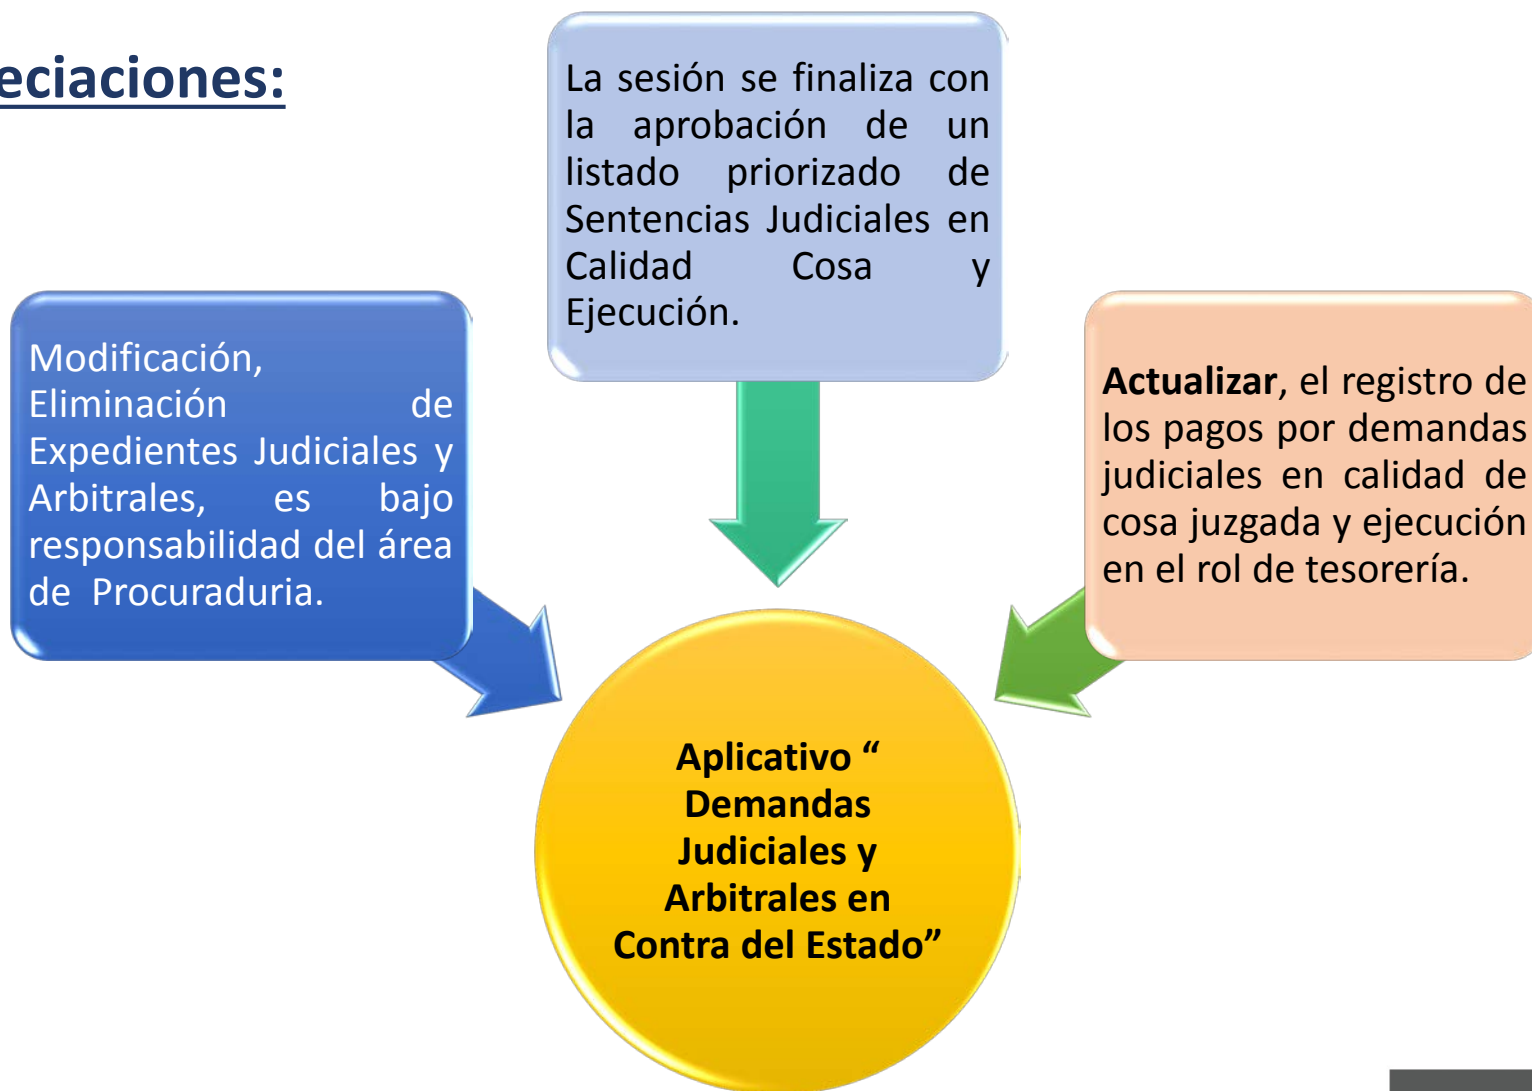 eciaciones:
La sesión se finaliza con
la aprobación de un
listado priorizado de
Sentencias Judiciales en
Calidad Cosa y
Ejecución.
Modificación,
Eliminación de
Expedientes Judiciales y
Arbitrales, es bajo
responsabilidad del área
de Procuraduria.
Actualizar, el registro de
los pagos por demandas
judiciales en calidad de
cosa juzgada y ejecución
en el rol de tesorería.
Aplicativo “
Demandas
Judiciales y
Arbitrales en
Contra del Estado”